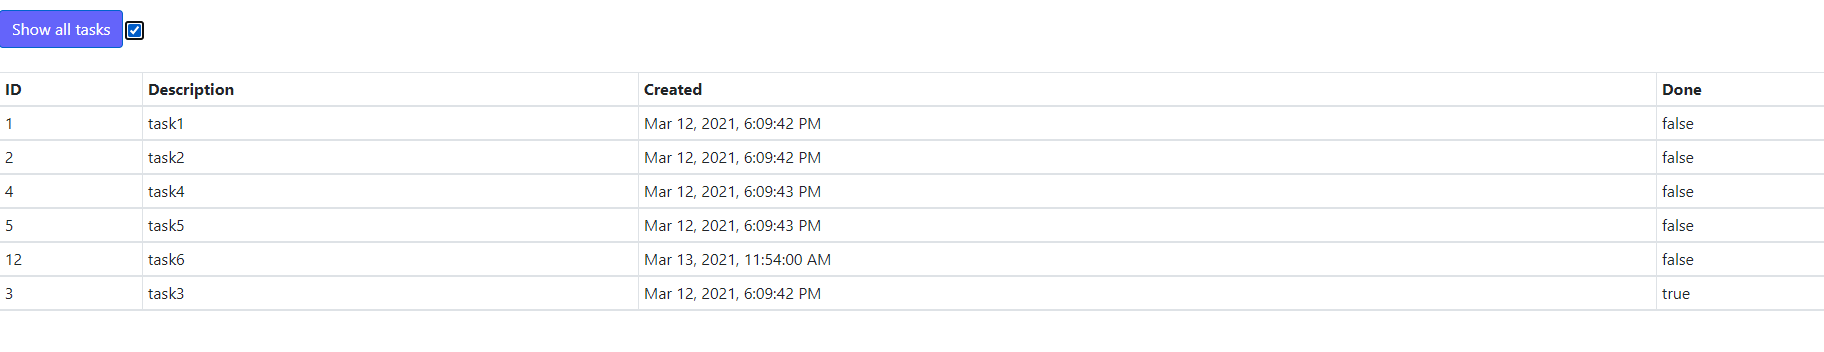 Show all tasks
ID Description Created Done
1 task1 Mar 12, 2021, 6:09:42 PM false
2 task2 Mar 12, 2021, 6:09:42 PM false
4 task4 Mar 12, 2021, 6:09:43 PM false
5 task5 Mar 12, 2021, 6:09:43 PM false
12 task6 Mar 13, 2021, 11:54:00 AM false
3 task3 Mar 12, 2021, 6:09:42 PM true